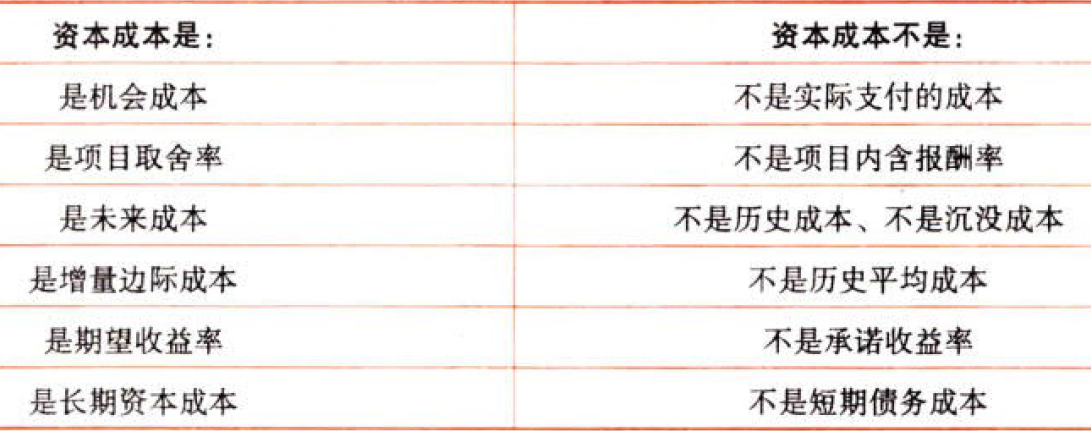 资本成本是： 资本成本不是：
是机会成本 不是实际支付的成本
是项目取舍率 不是项目内含报酬率
是未来成本 不是历史成本、不是沉没成本
是增量边际成本 不是历史平均成本
是期望收益率 不是承诺收益率
是长期资本成本 不是短期债务成本